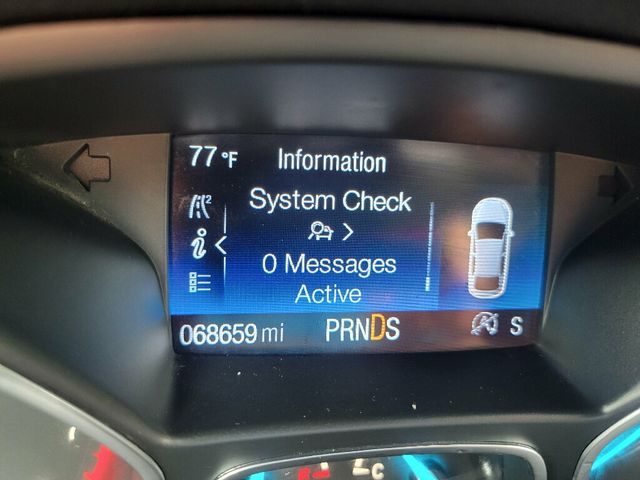 77°F Information
System Check
0 Messages
Active
068659 mi PRNDS S
C